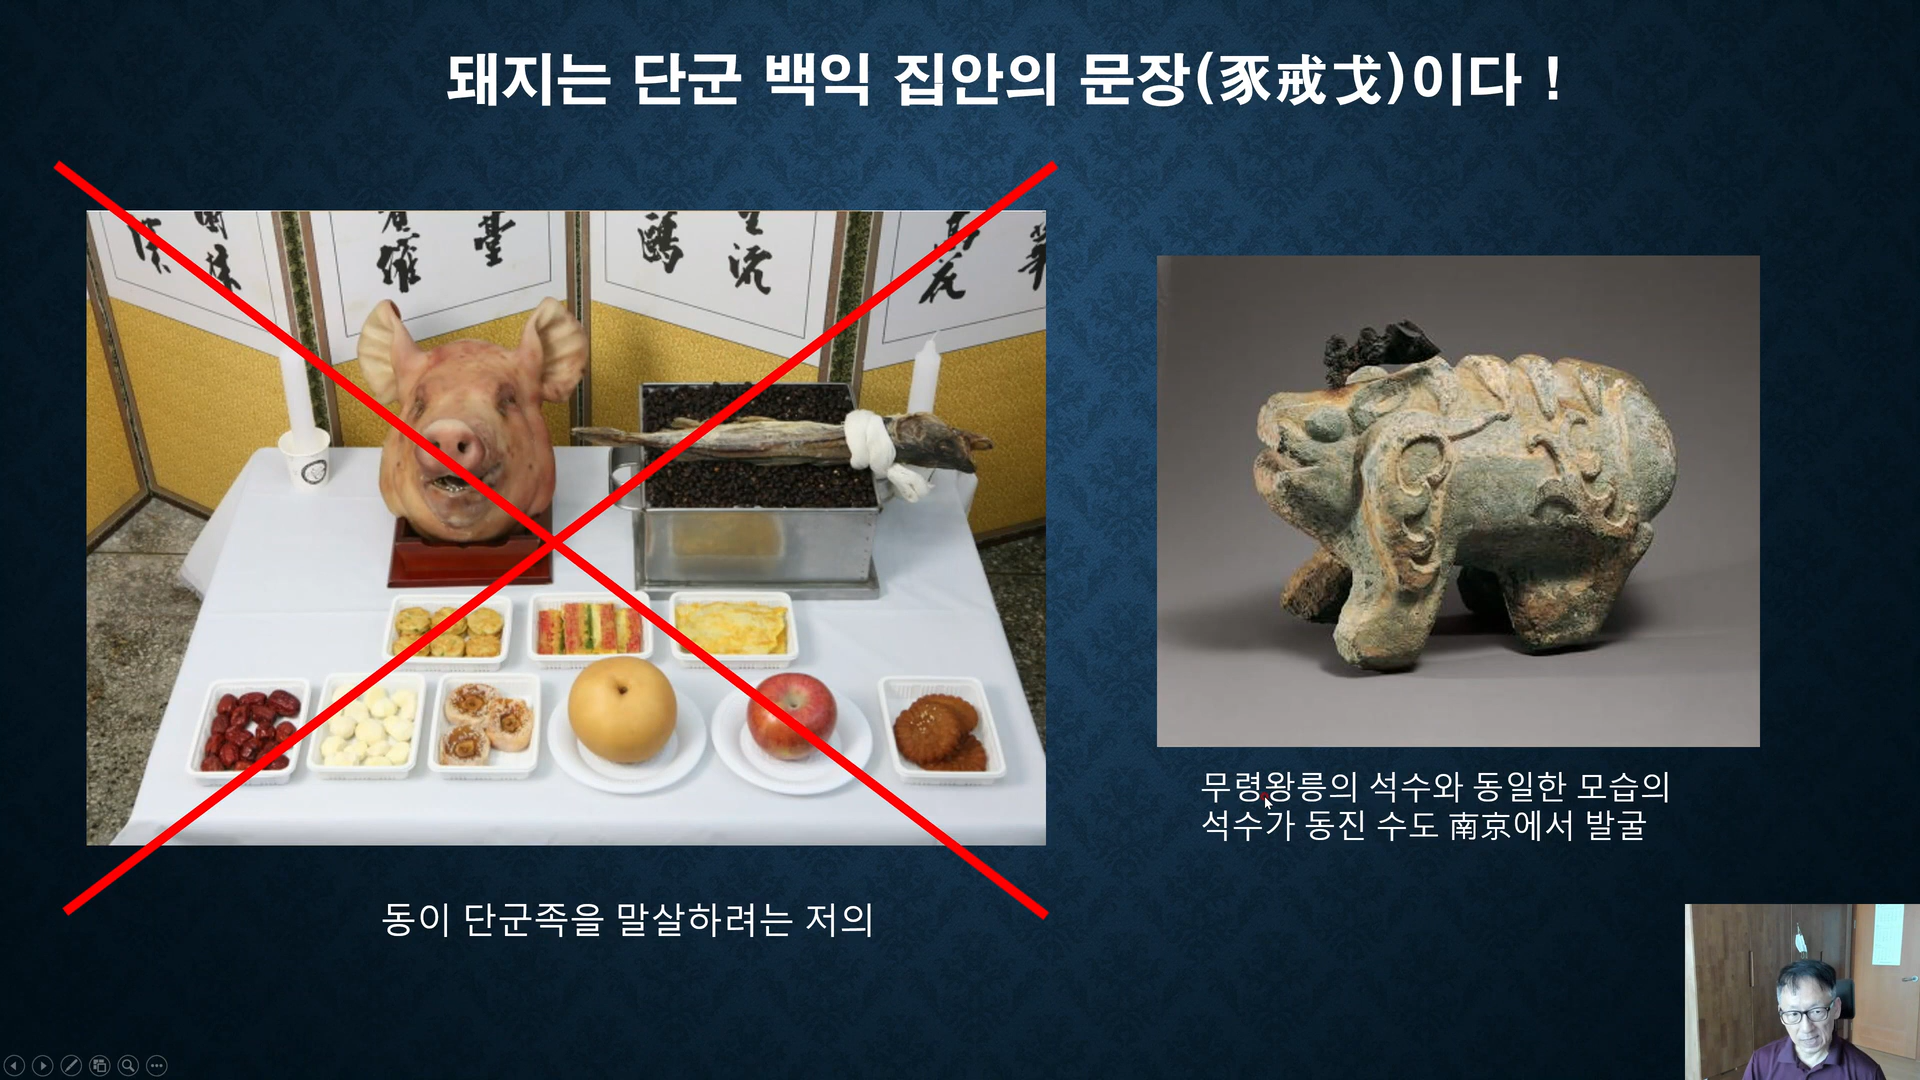 돼지는 단군 백익 집안의 문장(豕戒戈)이다 !
동이 단군족을 말살하려는 저의
무령왕릉의 석수와 동일한 모습의
석수가 동진 수도 南京에서 발굴